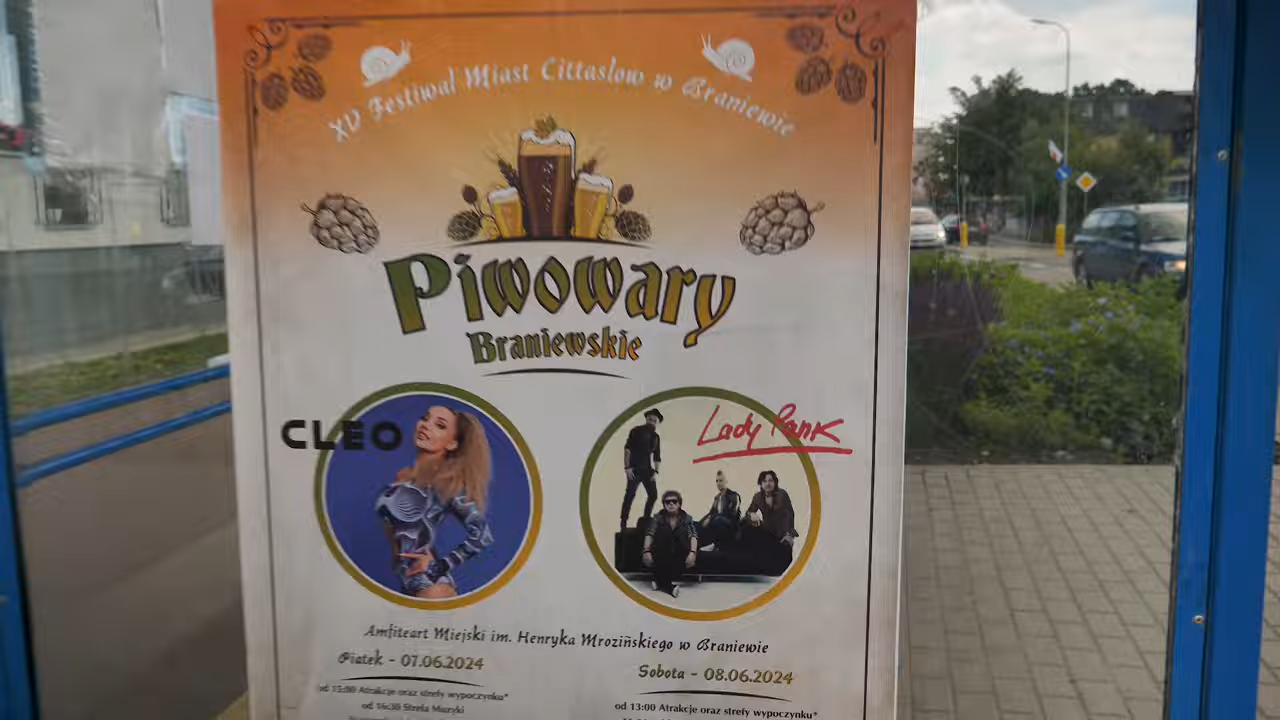 XV Festiwal Miast Cittaslow w Braniewie
Piwowary
Braniewskie
CLEO
Lady Pank
Amfiteart Miejski im. Henryka Mrozińskiego w Braniewie
Piatek - 07.06.2024
Sobota - 08.06.2024
od 15:00 Atrakcje oraz strefy wypoczynku*
od 16:30 Strefa Muzyki
od 13:00 Atrakcje oraz strefy wypoczynku*